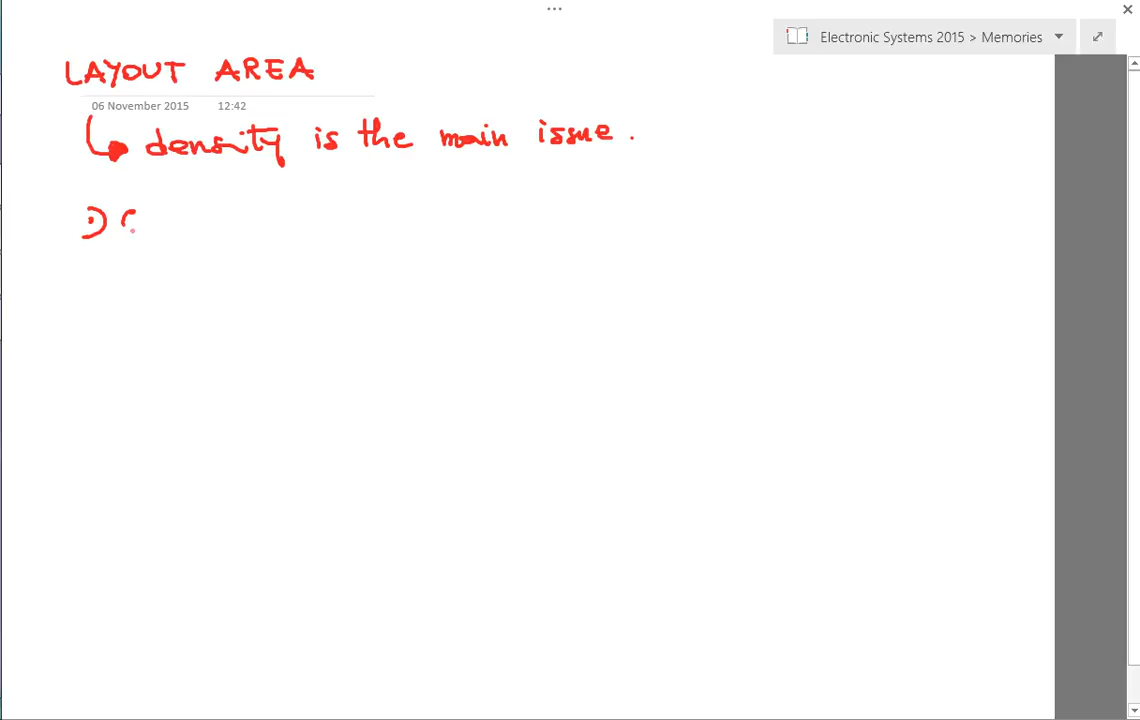 Electronic Systems 2015 > Memories
LAYOUT AREA
06 November 2015 12:42
density is the main issue.